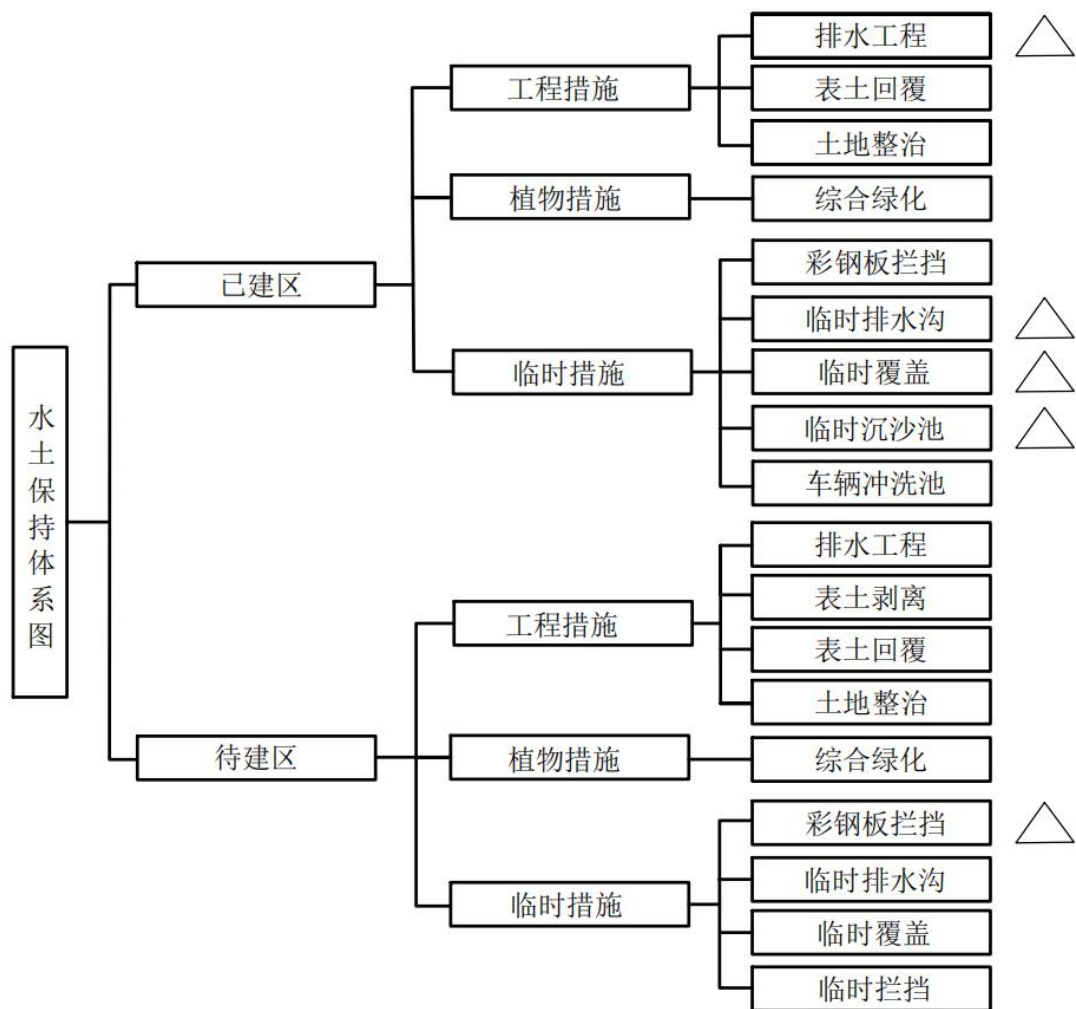 水土保持体系图
已建区
工程措施
排水工程
表土回覆
土地整治
植物措施
综合绿化
临时措施
彩钢板拦挡
临时排水沟
临时覆盖
临时沉沙池
车辆冲洗池
待建区
工程措施
排水工程
表土剥离
表土回覆
土地整治
植物措施
综合绿化
临时措施
彩钢板拦挡
临时排水沟
临时覆盖
临时拦挡